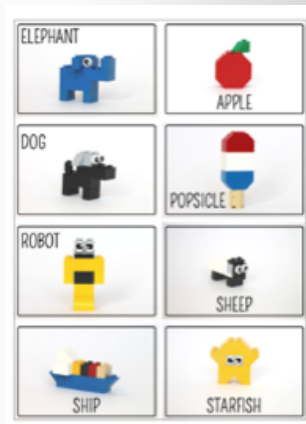 ELEPHANT
APPLE
DOG
POPSICLE
ROBOT
SHEEP
SHIP
STARFISH